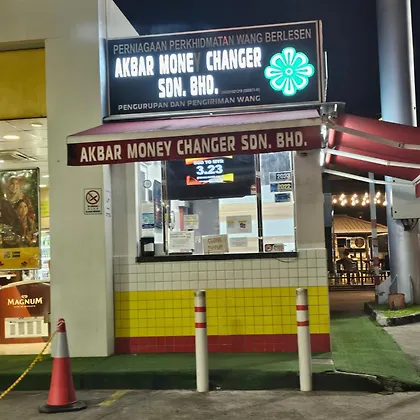 PERNIAGAAN PERKHIDMATAN WANG BERLESEN
AKBAR MONEY CHANGER
SDN. BHD.
PENGURUPAN DAN PENGIRIMAN WANG
AKBAR MONEY CHANGER SDN. BHD.
3.23
MAGNUM